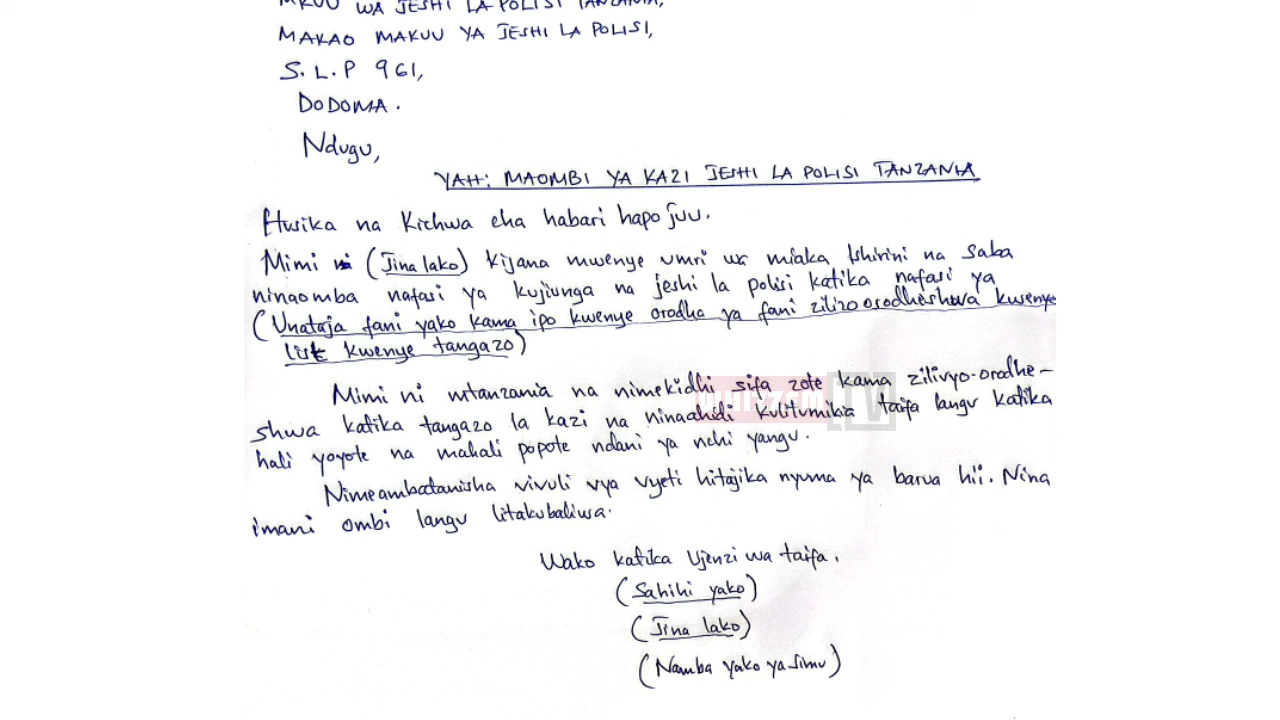 MKUU WA JESHI LA POLISI TANZANIA,
MAKAO MAKUU YA JESHI LA POLISI,
S.L.P 961,
DODOMA.
Ndugu,
YAH: MAOMBI YA KAZI JESHI LA POLISI TANZANIA
Husika na Kichwa cha habari hapo juu.
Mimi ni (Jina lako) kijana mwenye umri wa miaka Ishirini na saba
ninaomba nafasi ya kujiunga na jeshi la polisi katika nafasi ya
(Unataja fani yako kama ipo kwenye orodha ya fani zilizoorodheshwa kwenye
list kwenye tangazo)
Mimi ni mtanzania na nimekidhi sifa zote kama zilivyo-orodhe-
shwa katika tangazo la kazi na ninaahidi kulitumikia taifa langu katika
hali yoyote na mahali popote ndani ya nchi yangu.
Nimeambatanisha vivuli vya vyeti hitajika nyuma ya barua hii. Nina
imani ombi langu litakubaliwa.
Wako katika Ujenzi wa taifa.
(Sahihi yako)
(Jina lako)
(Namba yako ya simu)